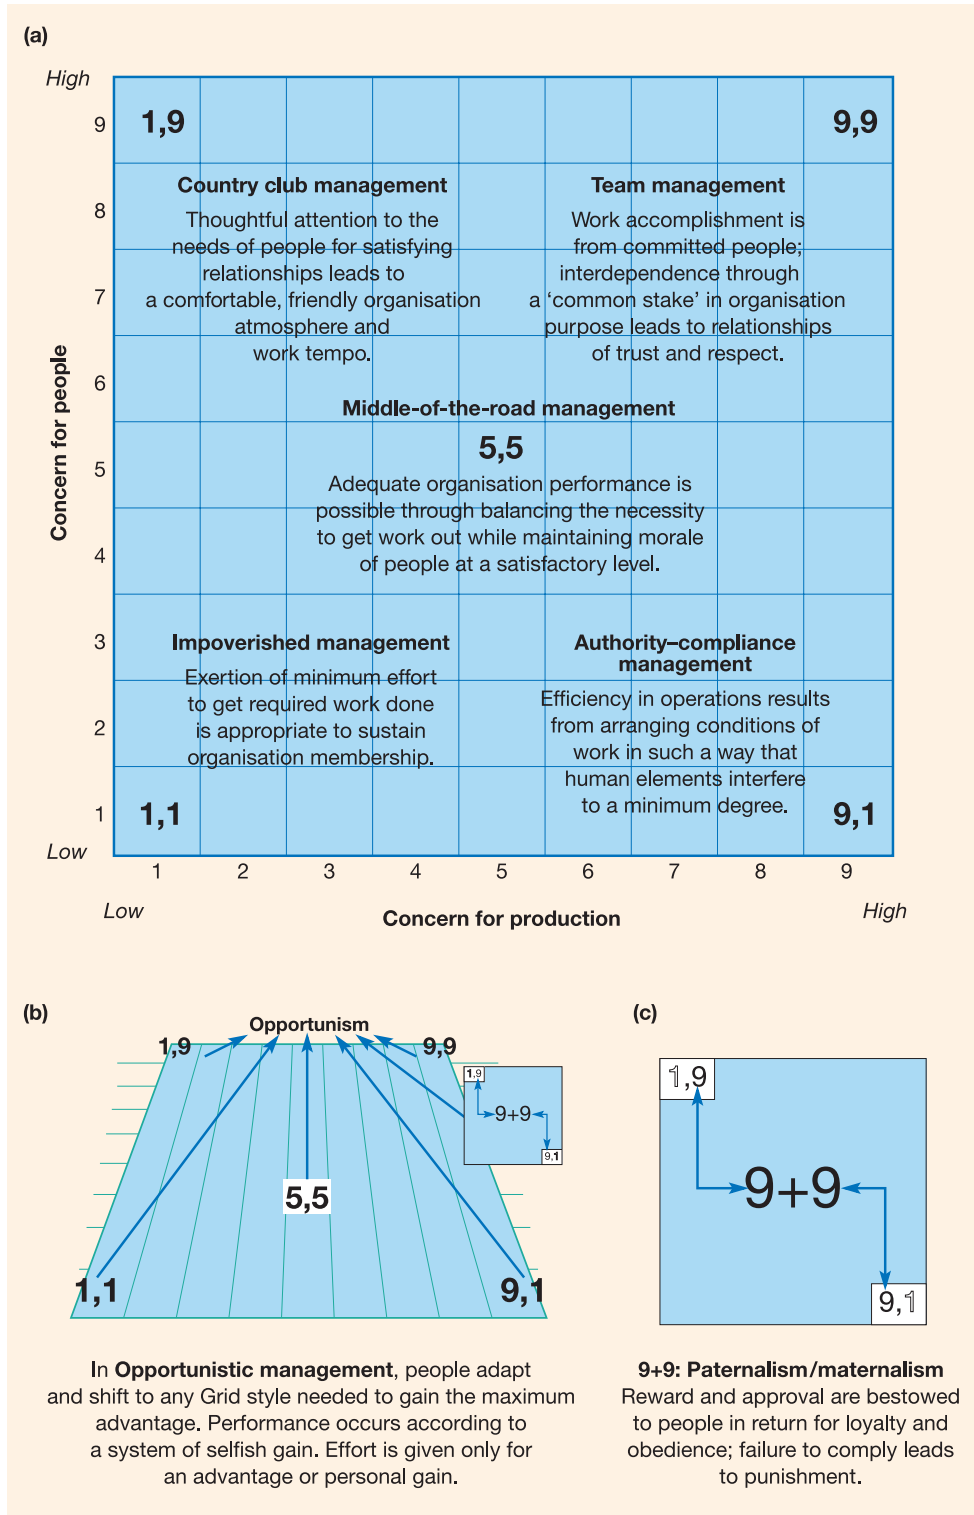 (a)
High
9
1,9
9,9
Country club management
Thoughtful attention to the
needs of people for satisfying
relationships leads to
a comfortable, friendly organisation
atmosphere and
work tempo.
Team management
Work accomplishment is
from committed people;
interdependence through
a ‘common stake’ in organisation
purpose leads to relationships
of trust and respect.
8
7
6
Concern for people
Middle-of-the-road management
5,5
Adequate organisation performance is
possible through balancing the necessity
to get work out while maintaining morale
of people at a satisfactory level.
5
4
3
Impoverished management
Exertion of minimum effort
to get required work done
is appropriate to sustain
organisation membership.
Authority–compliance
management
Efficiency in operations results
from arranging conditions of
work in such a way that
human elements interfere
to a minimum degree.
2
1
1,1
9,1
Low
1 2 3 4 5 6 7 8 9
Low
Concern for production
High
(b)
Opportunism
1,9
9,9
1,9
9+9
9,1
5,5
1,1
9,1
In Opportunistic management, people adapt
and shift to any Grid style needed to gain the maximum
advantage. Performance occurs according to
a system of selfish gain. Effort is given only for
an advantage or personal gain.
(c)
1,9
9+9
9,1
9+9: Paternalism/maternalism
Reward and approval are bestowed
to people in return for loyalty and
obedience; failure to comply leads
to punishment.